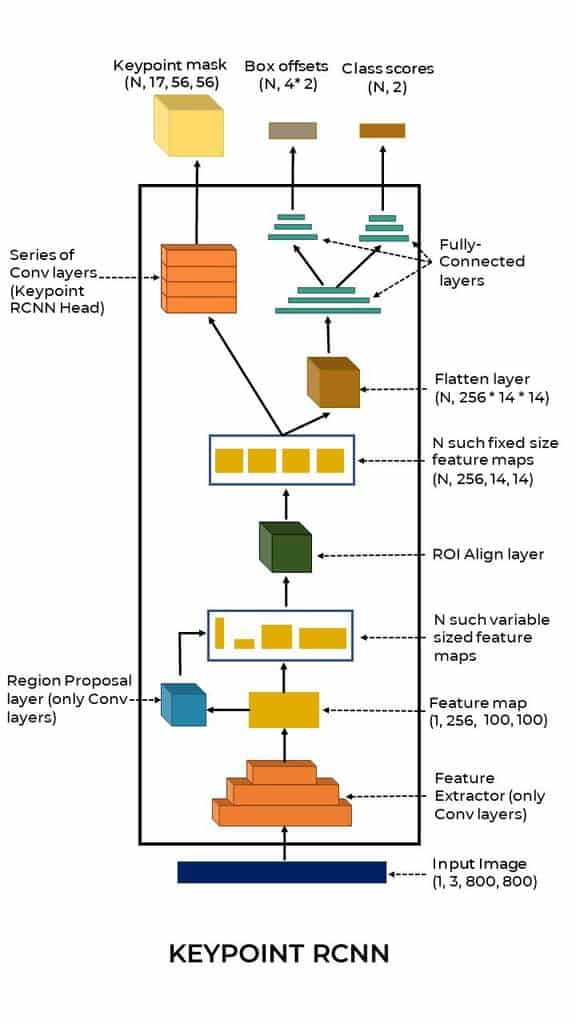 Keypoint mask
(N, 17, 56, 56)
Box offsets
(N, 4* 2)
Class scores
(N, 2)
Series of
Conv layers
(Keypoint
RCNN Head)
Fully-
Connected
layers
Flatten layer
(N, 256 * 14 * 14)
N such fixed size
feature maps
(N, 256, 14, 14)
ROI Align layer
N such variable
sized feature
maps
Region Proposal
layer (only Conv
layers)
Feature map
(1, 256, 100, 100)
Feature
Extractor (only
Conv layers)
Input Image
(1, 3, 800, 800)
KEYPOINT RCNN